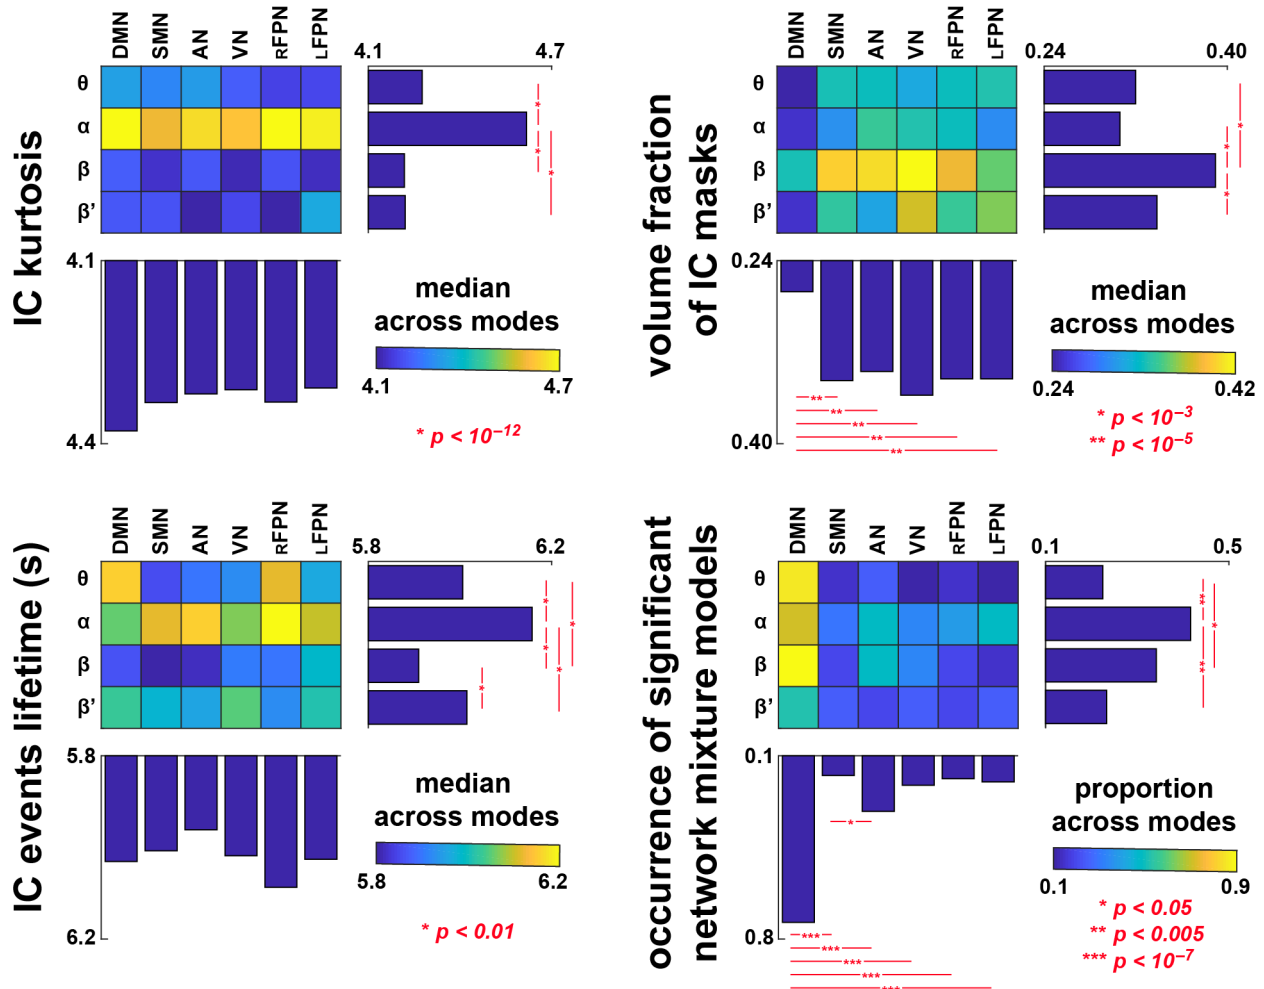 IC kurtosis
DMN SMN AN VN RFPN LFPN
4.1 4.7
θ
α
β
β’
* * *
4.1
4.4
median
across modes
4.1 4.7
* p < 10−12
volume fraction
of IC masks
DMN SMN AN VN RFPN LFPN
0.24 0.40
θ
α
β
β’
* * *
0.24
0.40
**
**
**
**
**
median
across modes
0.24 0.42
* p < 10−3
** p < 10−5
IC events lifetime (s)
DMN SMN AN VN RFPN LFPN
5.8 6.2
θ
α
β
β’
* * * * *
5.8
6.2
median
across modes
5.8 6.2
* p < 0.01
occurrence of significant
network mixture models
DMN SMN AN VN RFPN LFPN
0.1 0.5
θ
α
β
β’
** * **
0.1
0.8
*
***
***
***
***
***
proportion
across modes
0.1 0.9
* p < 0.05
** p < 0.005
*** p < 10−7